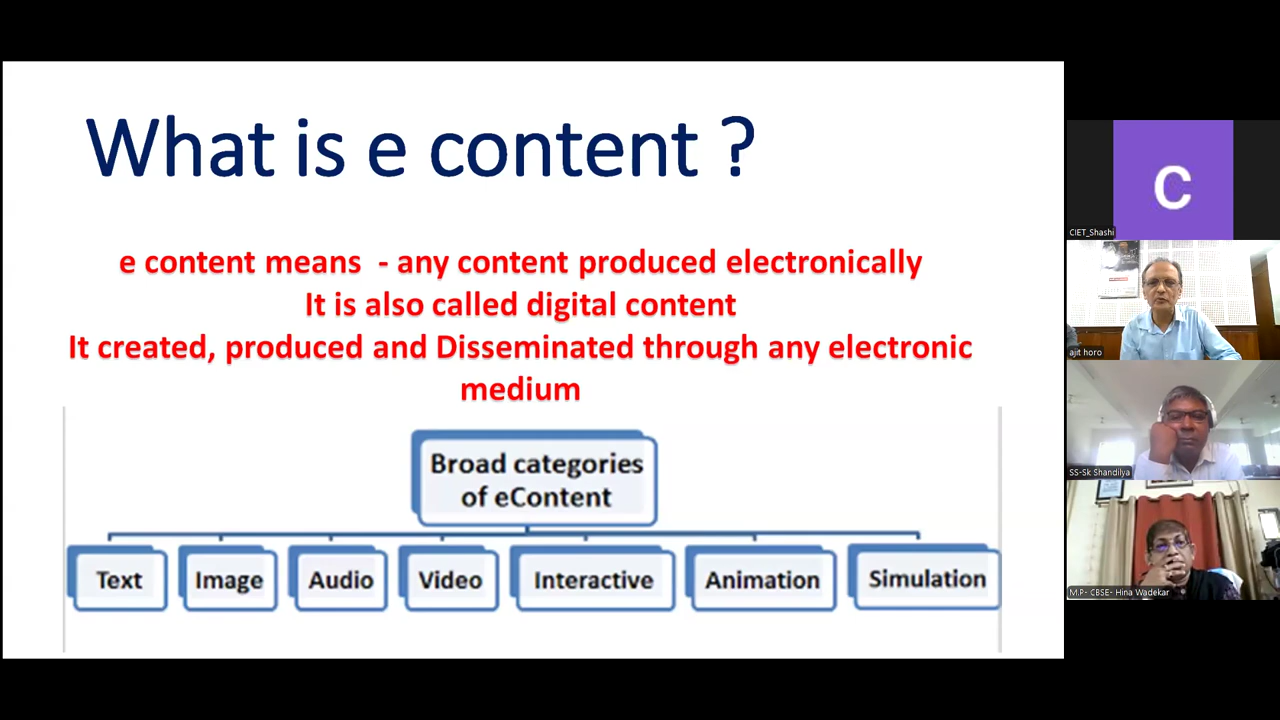 What is e content ?
e content means - any content produced electronically
It is also called digital content
It created, produced and Disseminated through any electronic
medium
Broad categories
of eContent
Text
Image
Audio
Video
Interactive
Animation
Simulation
C
CIET_Shashi
ajit horo
SS-Sk Shandilya
M.P- CBSE- Hina Wadekar